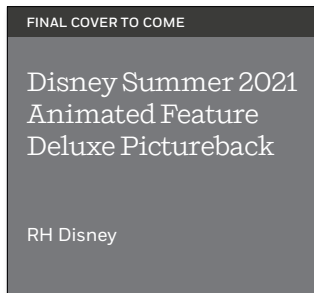 FINAL COVER TO COME
Disney Summer 2021
Animated Feature
Deluxe Pictureback
RH Disney